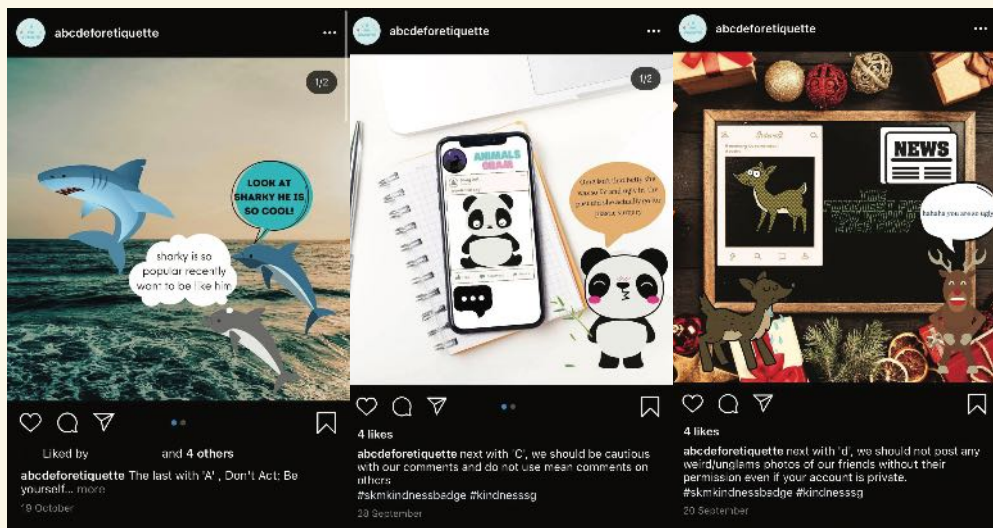 abcdeforetiquette
1/2
LOOK AT
SHARKY HE IS
SO COOL!
sharky is so
popular recently
want to be like him
Liked by and 4 others
abcdeforetiquette The last with 'A' , Don't Act; Be
yourself... more
19 October
abcdeforetiquette
1/2
ANIMALS
GRAM
4 likes
abcdeforetiquette next with 'C', we should be cautious
with our comments and do not use mean comments on
others
#skmkindnessbadge #kindnesssg
28 September
abcdeforetiquette
NEWS
hahaha you are so ugly
4 likes
abcdeforetiquette next with 'd', we should not post any
weird/unglams photos of our friends without their
permission even if your account is private.
#skmkindnessbadge #kindnesssg
20 September